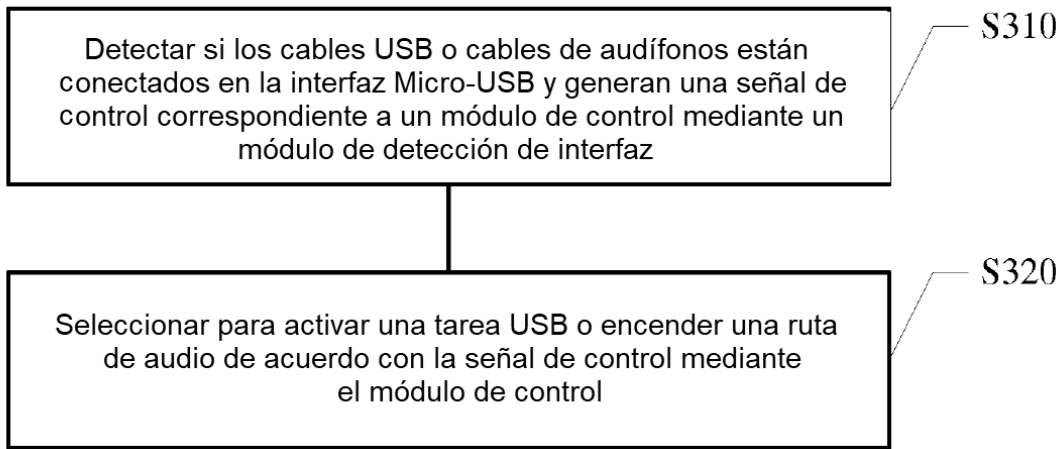 S310
Detectar si los cables USB o cables de audífonos están
conectados en la interfaz Micro-USB y generan una señal de
control correspondiente a un módulo de control mediante un
módulo de detección de interfaz
S320
Seleccionar para activar una tarea USB o encender una ruta
de audio de acuerdo con la señal de control mediante
el módulo de control